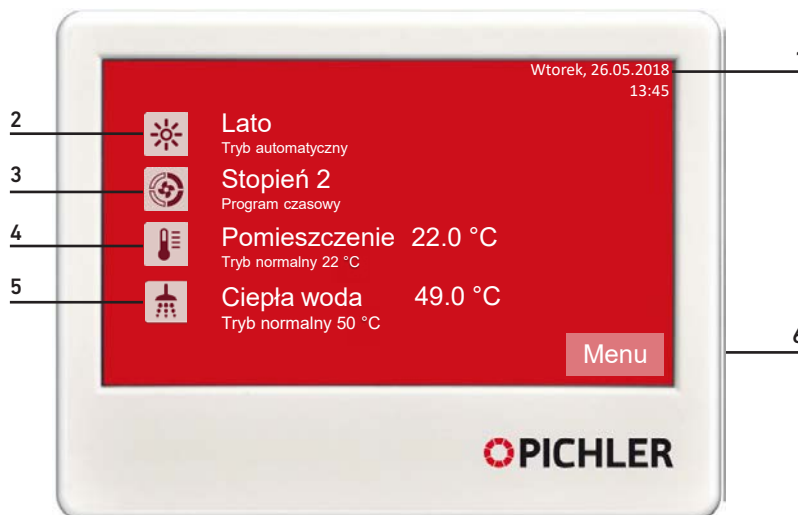 Wtorek, 26.05.2018
13:45
2
Lato
Tryb automatyczny
3
Stopień 2
Program czasowy
4
Pomieszczenie 22.0 °C
Tryb normalny 22 °C
5
Ciepła woda 49.0 °C
Tryb normalny 50 °C
Menu
PICHLER